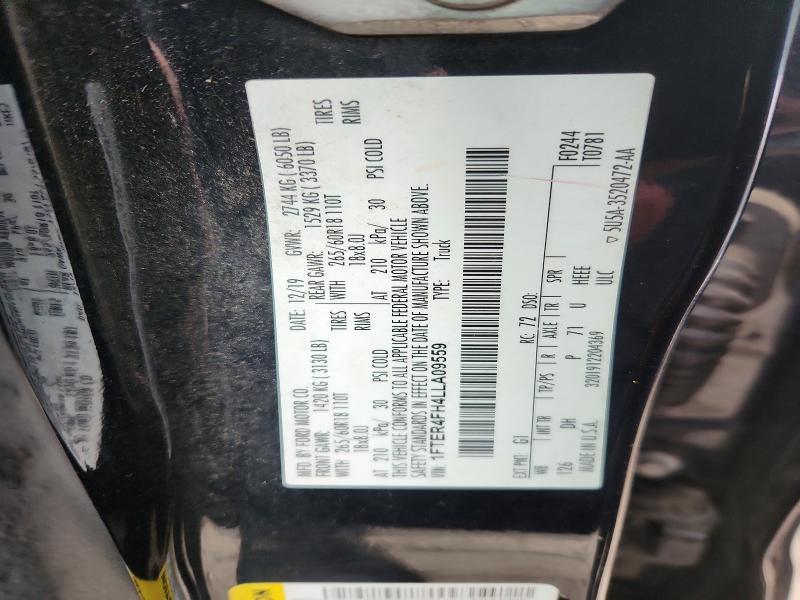 MFD. BY FORD MOTOR CO.
DATE: 12/19 GVWR: 2744 KG ( 6050 LB)
FRONT GAWR: 1420 KG ( 3130 LB) REAR GAWR: 1529 KG ( 3370 LB)
WITH 265/60R18 110T TIRES WITH 265/60R18 110T TIRES
18x8.0J RIMS 18x8.0J RIMS
AT 210 kPa/ 30 PSI COLD AT 210 kPa/ 30 PSI COLD
THIS VEHICLE CONFORMS TO ALL APPLICABLE FEDERAL MOTOR VEHICLE
SAFETY STANDARDS IN EFFECT ON THE DATE OF MANUFACTURE SHOWN ABOVE.
VIN: 1FTER4FH4LLA09559 TYPE: Truck
F0244
EXT PNT: G1 RC: 72 DSO: T0781
WB INT TR TP/PS R AXLE TR SPR
126 DH P 71 U HEEE
MADE IN U.S.A. 3201912204369 ULC
5U5A-3520472-AA